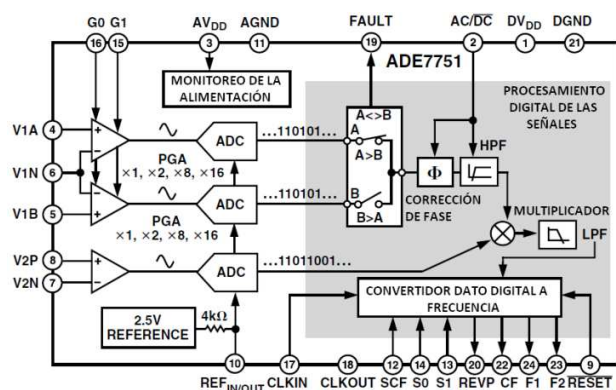 G0 G1 AVDD AGND FAULT AC/DC DVDD DGND
16 15 3 11 19 2 1 21
ADE7751
MONITOREO DE LA
ALIMENTACIÓN
PROCESAMIENTO
DIGITAL DE LAS
SEÑALES
V1A 4 + − ADC ...110101... A A<>B
A>B
HPF
V1N 6 PGA
×1, ×2, ×8, ×16
Φ
CORRECCIÓN
DE FASE
V1B 5 − + ADC ...110101... B
B>A
MULTIPLICADOR
LPF
PGA
×1, ×2, ×8, ×16
V2P 8 + ADC ...11011001...
V2N 7 −
CONVERTIDOR DATO DIGITAL A
FRECUENCIA
2.5V
REFERENCE
4kΩ
10 17 18 12 14 13 20 22 24 23 9
REFIN/OUT CLKIN CLKOUT SCF S0 S1 REVP CF F1 F2 RESET